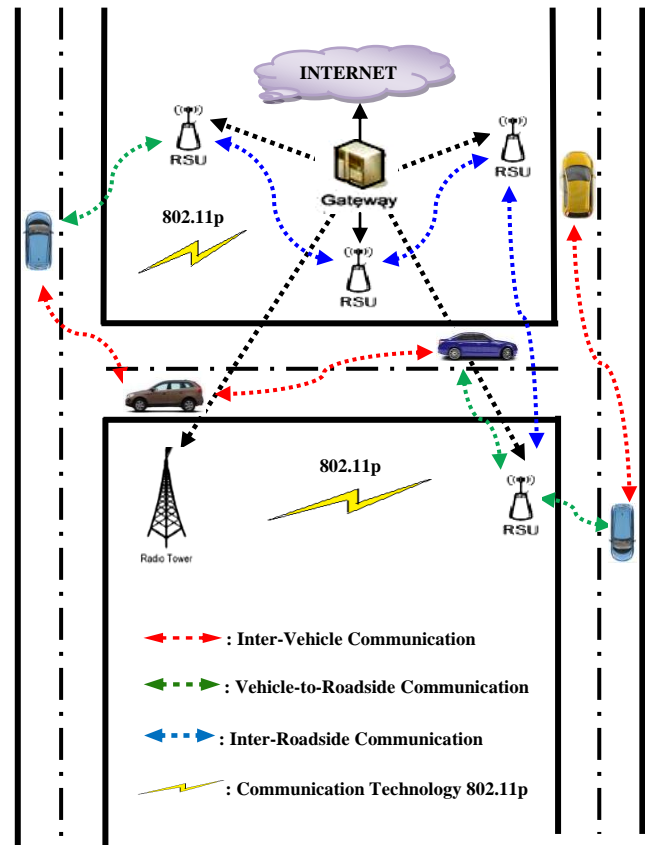 INTERNET
RSU
RSU
Gateway
802.11p
RSU
802.11p
RSU
Radio Tower
: Inter-Vehicle Communication
: Vehicle-to-Roadside Communication
: Inter-Roadside Communication
: Communication Technology 802.11p